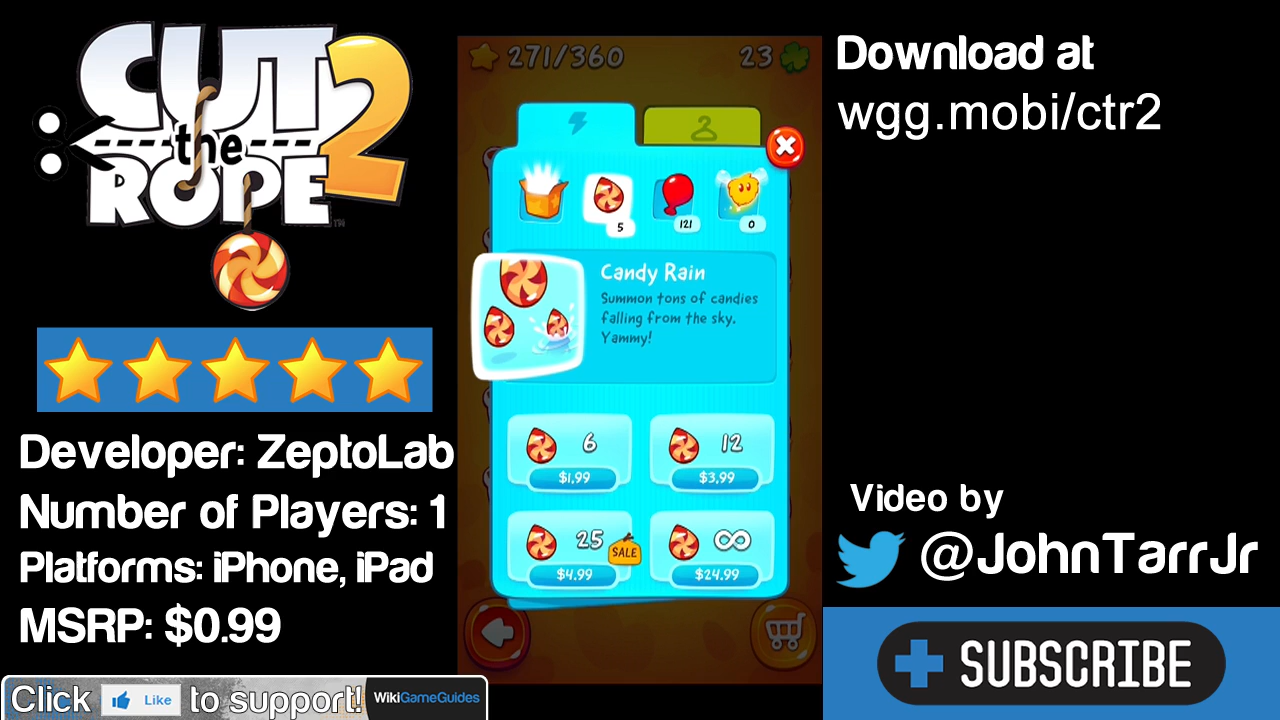 CUT
the
ROPE 2
TM
Developer: ZeptoLab
Number of Players: 1
Platforms: iPhone, iPad
MSRP: $0.99
Click Like to support! WikiGameGuides
271/360 23
5 121 0
Candy Rain
Summon tons of candies
falling from the sky.
Yammy!
6 12
$1.99 $3.99
25 SALE ∞
$4.99 $24.99
Download at
wgg.mobi/ctr2
Video by
@JohnTarrJr
SUBSCRIBE